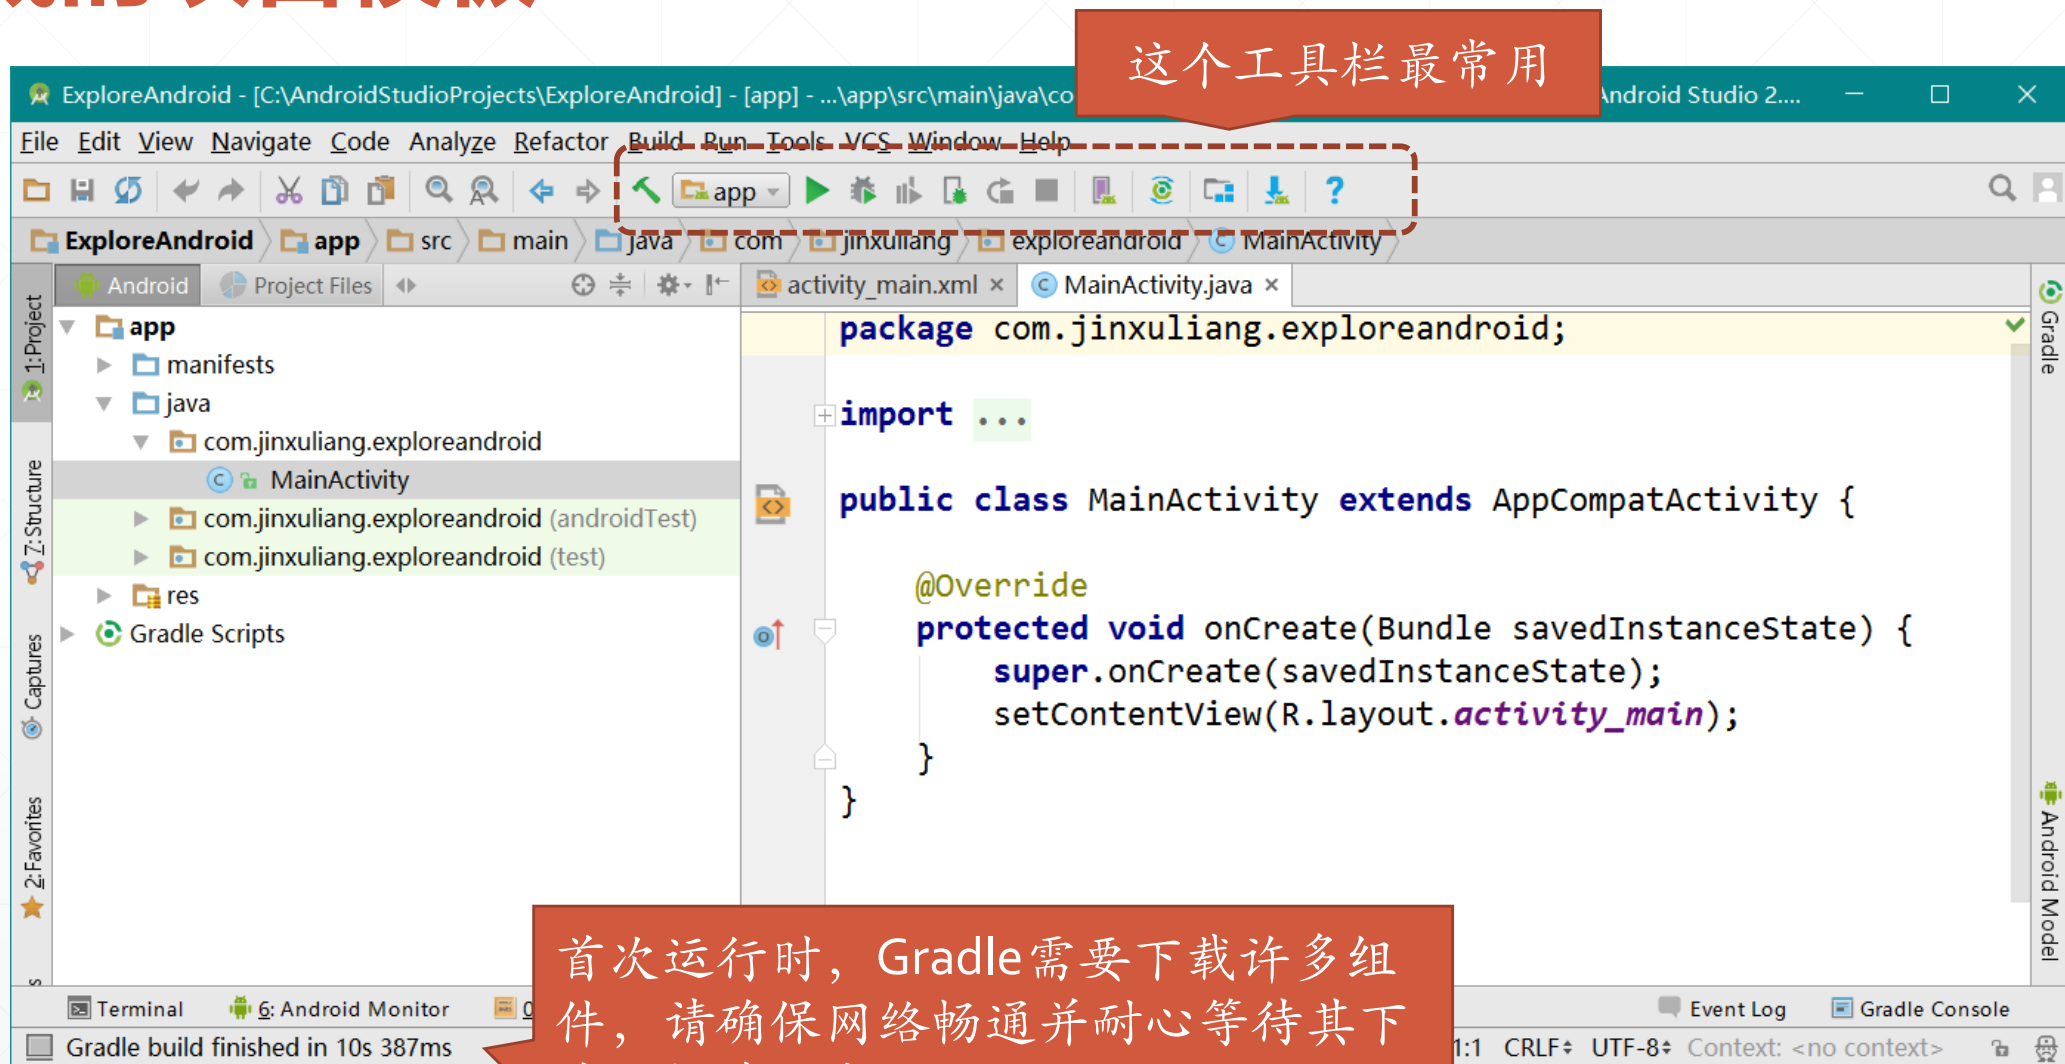 这个工具栏最常用
ExploreAndroid - [C:\AndroidStudioProjects\ExploreAndroid] - [app] - ...\app\src\main\java\co
Android Studio 2....
File Edit View Navigate Code Analyze Refactor Build Run Tools VCS Window Help
app
ExploreAndroid app src main java com jinxuliang exploreandroid MainActivity
Android Project Files
activity_main.xml MainActivity.java
1: Project
7: Structure
Captures
2: Favorites
app
manifests
java
com.jinxuliang.exploreandroid
MainActivity
com.jinxuliang.exploreandroid (androidTest)
com.jinxuliang.exploreandroid (test)
res
Gradle Scripts
package com.jinxuliang.exploreandroid;
import ...
public class MainActivity extends AppCompatActivity {
@Override
protected void onCreate(Bundle savedInstanceState) {
super.onCreate(savedInstanceState);
setContentView(R.layout.activity_main);
}
}
Gradle
Android Model
首次运行时，Gradle需要下载许多组
件，请确保网络畅通并耐心等待其下
Terminal 6: Android Monitor
Event Log Gradle Console
Gradle build finished in 10s 387ms
1:1 CRLF UTF-8 Context: <no context>